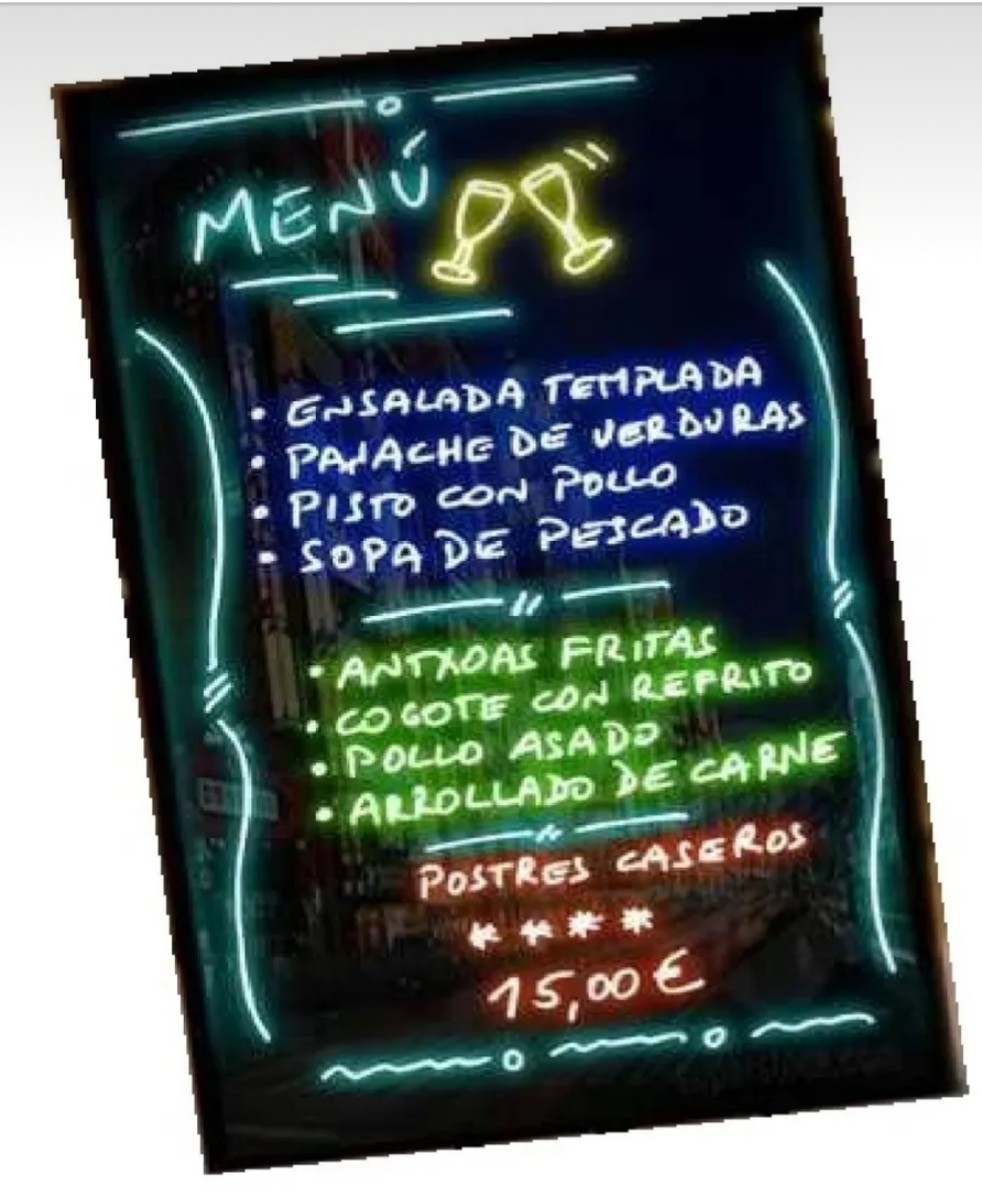 MENÚ
• ENSALADA TEMPLADA
• PANACHE DE VERDURAS
• PISTO CON POLLO
• SOPA DE PESCADO
• ANTXOAS FRITAS
• COGOTE CON REFRITO
• POLLO ASADO
• ARROLLADO DE CARNE
POSTRES CASEROS
****
15,00 €